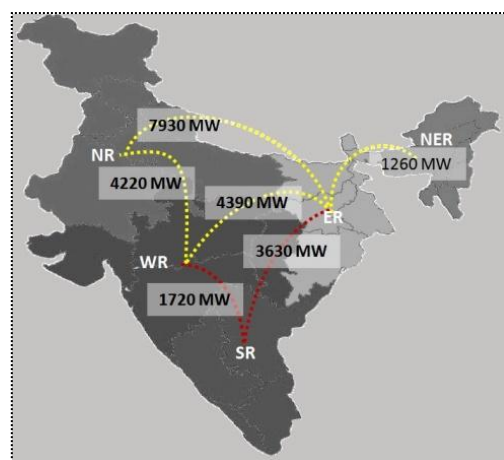 7930 MW
NER
NR
1260 MW
4220 MW
4390 MW
ER
WR
3630 MW
1720 MW
SR